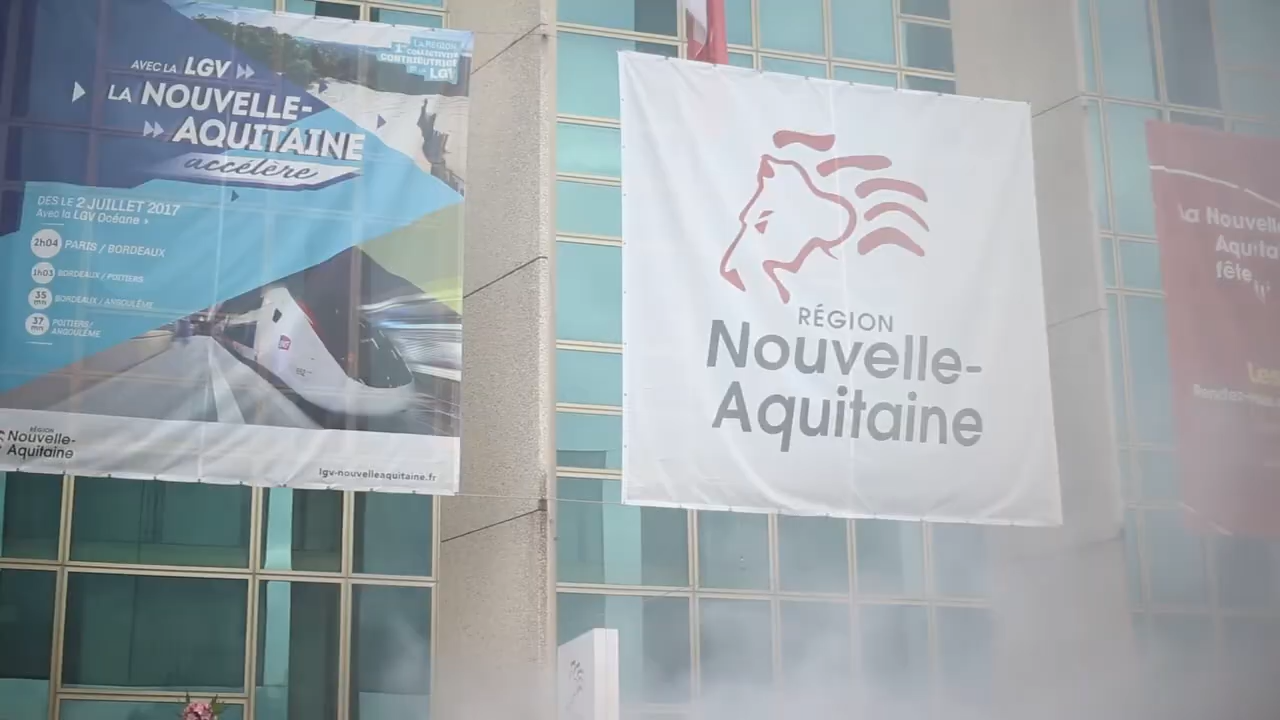 LA RÉGION
1ère COLLECTIVITÉ
CONTRIBUTRICE
LGV
AVEC LA LGV
LA NOUVELLE-
AQUITAINE
accélère
DÈS LE 2 JUILLET 2017
Avec la LGV Océane
2h04 PARIS / BORDEAUX
1h03 BORDEAUX / POITIERS
35 mn BORDEAUX / ANGOULÊME
37 mn POITIERS/
ANGOULÊME
RÉGION
Nouvelle-
Aquitaine
lgv-nouvelleaquitaine.fr
RÉGION
Nouvelle-
Aquitaine
La Nouvell
Aquita
fête